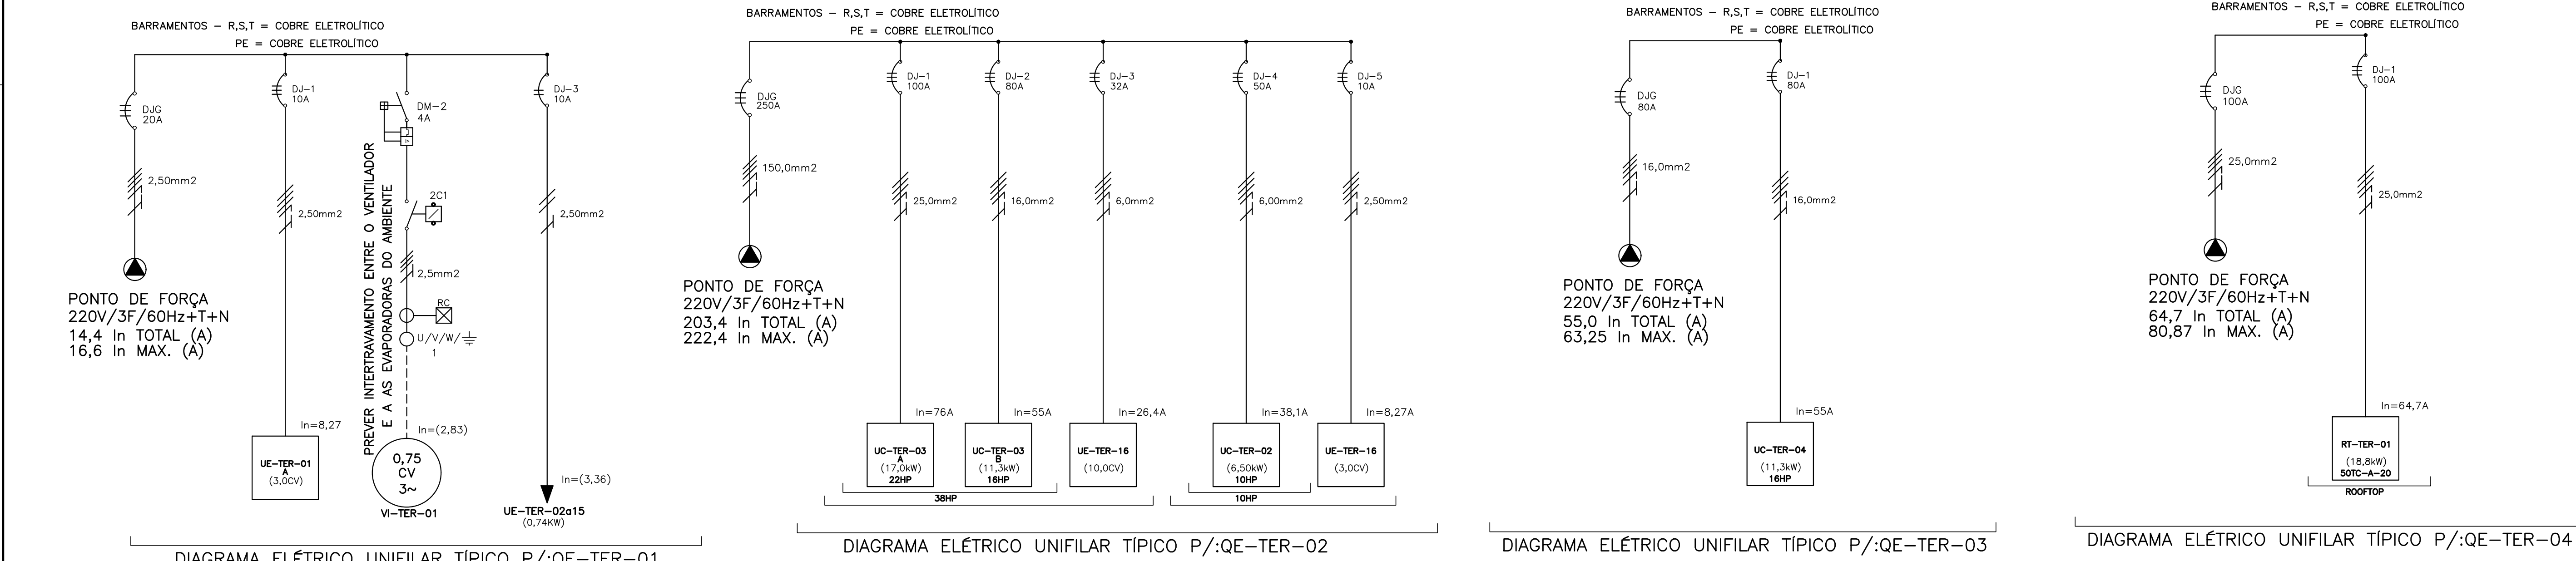 BARRAMENTOS – R,S,T = COBRE ELETROLÍTICO
PE = COBRE ELETROLÍTICO
DJG
20A
2,50mm2
PONTO DE FORÇA
220V/3F/60Hz+T+N
14,4 In TOTAL (A)
16,6 In MAX. (A)
DJ–1
10A
2,50mm2
In=8,27
UE–TER–01
A
(3,0CV)
PREVER INTERTRAVAMENTO ENTRE O VENTILADOR
E A AS EVAPORADORAS DO AMBIENTE
DM–2
4A
2C1
2,5mm2
RC
U/V/W/
1
In=(2,83)
0,75
CV
3~
VI–TER–01
DJ–3
10A
2,50mm2
In=(3,36)
UE–TER–02a15
(0,74KW)
DIAGRAMA ELÉTRICO UNIFILAR TÍPICO P/:QE–TER–01
BARRAMENTOS – R,S,T = COBRE ELETROLÍTICO
PE = COBRE ELETROLÍTICO
DJG
250A
150,0mm2
PONTO DE FORÇA
220V/3F/60Hz+T+N
203,4 In TOTAL (A)
222,4 In MAX. (A)
DJ–1
100A
25,0mm2
In=76A
UC–TER–03
A
(17,0kW)
22HP
DJ–2
80A
16,0mm2
In=55A
UC–TER–03
B
(11,3kW)
16HP
DJ–3
32A
6,0mm2
In=26,4A
UE–TER–16
(10,0CV)
38HP
DJ–4
50A
6,00mm2
In=38,1A
UC–TER–02
(6,50kW)
10HP
DJ–5
10A
2,50mm2
In=8,27A
UE–TER–16
(3,0CV)
10HP
DIAGRAMA ELÉTRICO UNIFILAR TÍPICO P/:QE–TER–02
BARRAMENTOS – R,S,T = COBRE ELETROLÍTICO
PE = COBRE ELETROLÍTICO
DJG
80A
16,0mm2
PONTO DE FORÇA
220V/3F/60Hz+T+N
55,0 In TOTAL (A)
63,25 In MAX. (A)
DJ–1
80A
16,0mm2
In=55A
UC–TER–04
(11,3kW)
16HP
DIAGRAMA ELÉTRICO UNIFILAR TÍPICO P/:QE–TER–03
BARRAMENTOS – R,S,T = COBRE ELETROLÍTICO
PE = COBRE ELETROLÍTICO
DJG
100A
25,0mm2
PONTO DE FORÇA
220V/3F/60Hz+T+N
64,7 In TOTAL (A)
80,87 In MAX. (A)
DJ–1
100A
25,0mm2
In=64,7A
RT–TER–01
(18,8kW)
50TC–A–20
ROOFTOP
DIAGRAMA ELÉTRICO UNIFILAR TÍPICO P/:QE–TER–04